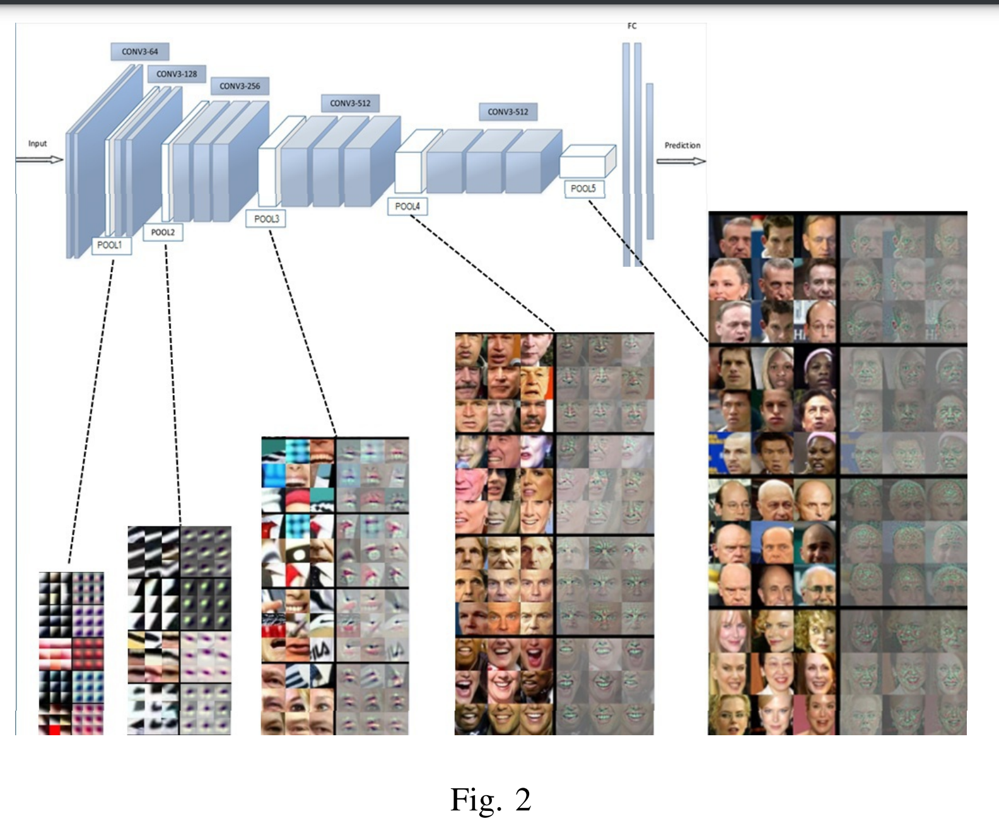 FC
CONV3-64
CONV3-128
CONV3-256
CONV3-512
CONV3-512
Input
Prediction
POOL1
POOL2
POOL3
POOL4
POOL5
Fig. 2